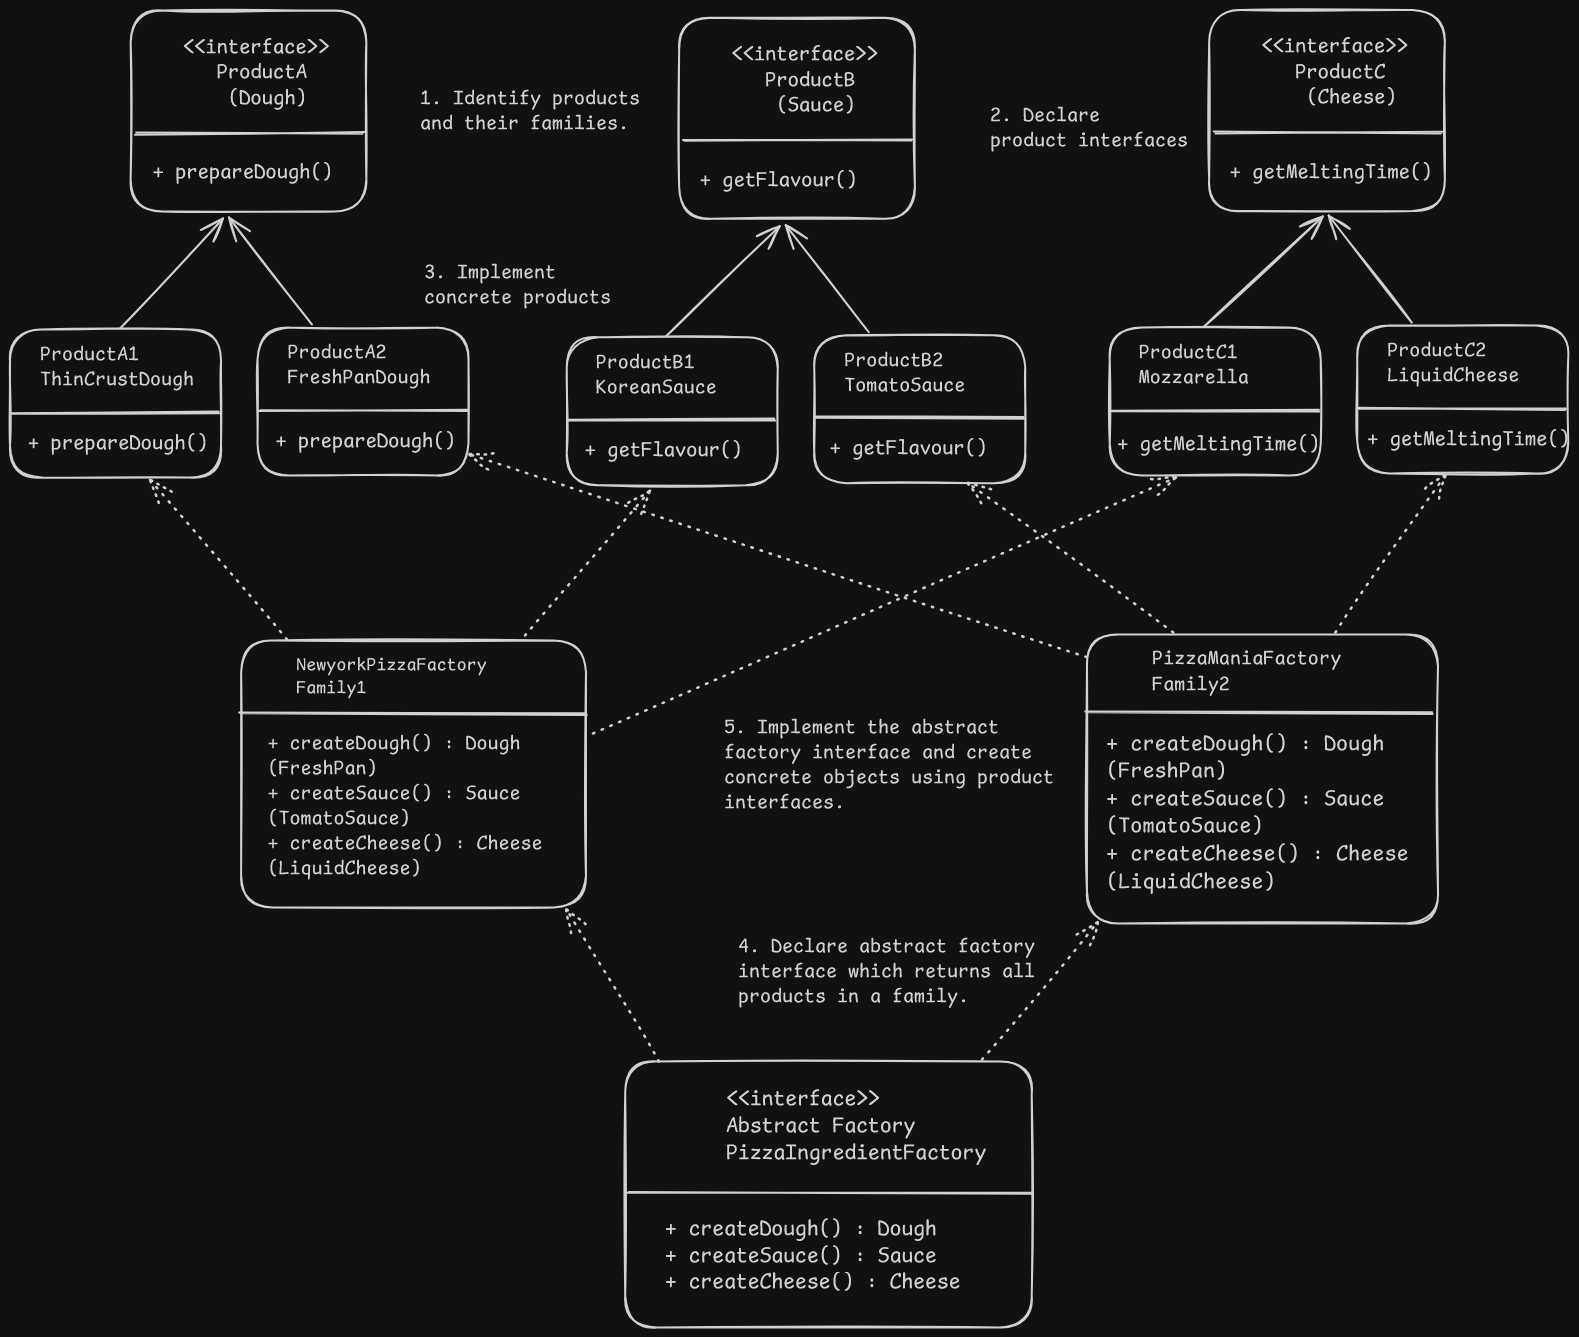 <<interface>>
ProductA
(Dough)
+ prepareDough()
1. Identify products
and their families.
<<interface>>
ProductB
(Sauce)
+ getFlavour()
2. Declare
product interfaces
<<interface>>
ProductC
(Cheese)
+ getMeltingTime()
3. Implement
concrete products
ProductA1
ThinCrustDough
+ prepareDough()
ProductA2
FreshPanDough
+ prepareDough()
ProductB1
KoreanSauce
+ getFlavour()
ProductB2
TomatoSauce
+ getFlavour()
ProductC1
Mozzarella
+ getMeltingTime()
ProductC2
LiquidCheese
+ getMeltingTime()
NewyorkPizzaFactory
Family1
+ createDough() : Dough
(FreshPan)
+ createSauce() : Sauce
(TomatoSauce)
+ createCheese() : Cheese
(LiquidCheese)
5. Implement the abstract
factory interface and create
concrete objects using product
interfaces.
PizzaManiaFactory
Family2
+ createDough() : Dough
(FreshPan)
+ createSauce() : Sauce
(TomatoSauce)
+ createCheese() : Cheese
(LiquidCheese)
4. Declare abstract factory
interface which returns all
products in a family.
<<interface>>
Abstract Factory
PizzaIngredientFactory
+ createDough() : Dough
+ createSauce() : Sauce
+ createCheese() : Cheese